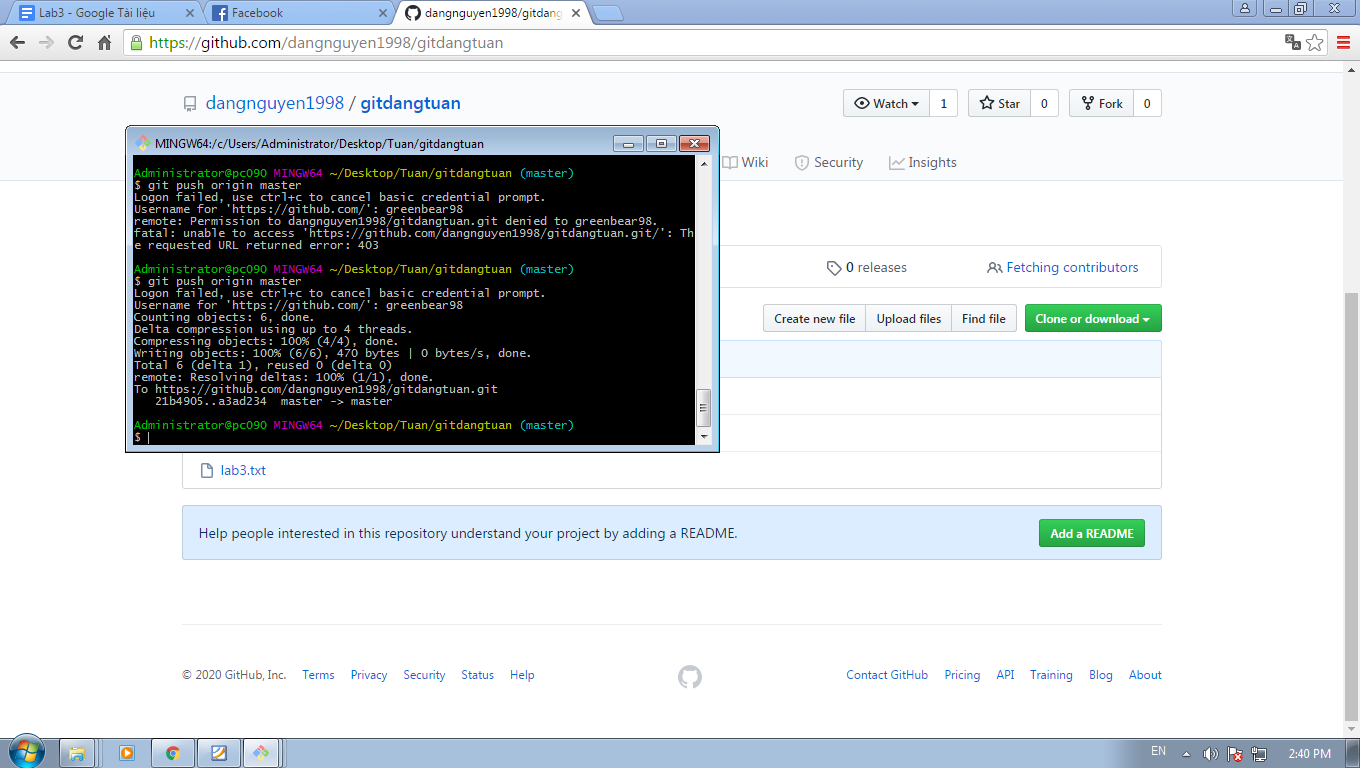 Lab3 - Google Tài liệu
Facebook
dangnguyen1998/gitdang
https://github.com/dangnguyen1998/gitdangtuan
dangnguyen1998 / gitdangtuan
Watch 1
Star 0
Fork 0
MINGW64:/c/Users/Administrator/Desktop/Tuan/gitdangtuan
Wiki
Security
Insights
Administrator@pc090 MINGW64 ~/Desktop/Tuan/gitdangtuan (master)
$ git push origin master
Logon failed, use ctrl+c to cancel basic credential prompt.
Username for 'https://github.com/': greenbear98
remote: Permission to dangnguyen1998/gitdangtuan.git denied to greenbear98.
fatal: unable to access 'https://github.com/dangnguyen1998/gitdangtuan.git/': Th
e requested URL returned error: 403
Administrator@pc090 MINGW64 ~/Desktop/Tuan/gitdangtuan (master)
$ git push origin master
Logon failed, use ctrl+c to cancel basic credential prompt.
Username for 'https://github.com/': greenbear98
Counting objects: 6, done.
Delta compression using up to 4 threads.
Compressing objects: 100% (4/4), done.
Writing objects: 100% (6/6), 470 bytes | 0 bytes/s, done.
Total 6 (delta 1), reused 0 (delta 0)
remote: Resolving deltas: 100% (1/1), done.
To https://github.com/dangnguyen1998/gitdangtuan.git
21b4905..a3ad234  master -> master
Administrator@pc090 MINGW64 ~/Desktop/Tuan/gitdangtuan (master)
$
0 releases
Fetching contributors
Create new file
Upload files
Find file
Clone or download
lab3.txt
Help people interested in this repository understand your project by adding a README.
Add a README
© 2020 GitHub, Inc.
Terms
Privacy
Security
Status
Help
Contact GitHub
Pricing
API
Training
Blog
About
EN
2:40 PM